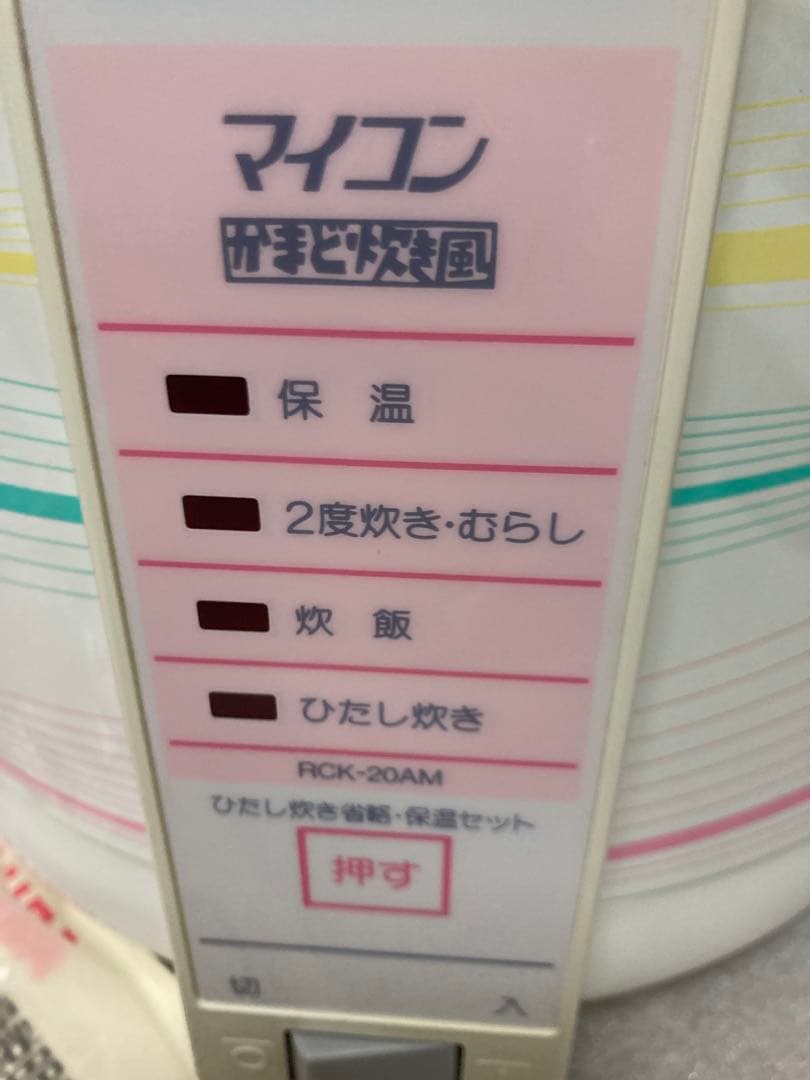 マイコン
かまど炊き風
保 温
2度炊き・むらし
炊 飯
ひたし炊き
RCK-20AM
ひたし炊き省略・保温セット
押す
切 入